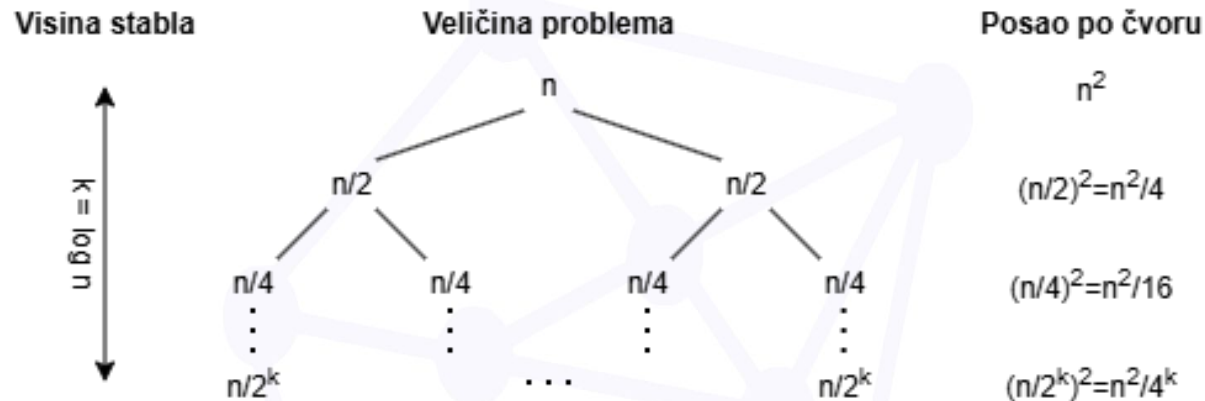 Visina stabla Veličina problema Posao po čvoru
n n²
n/2 n/2 (n/2)²=n²/4
k = log n
n/4 n/4 n/4 n/4 (n/4)²=n²/16
n/2ᵏ ... n/2ᵏ (n/2ᵏ)²=n²/4ᵏ